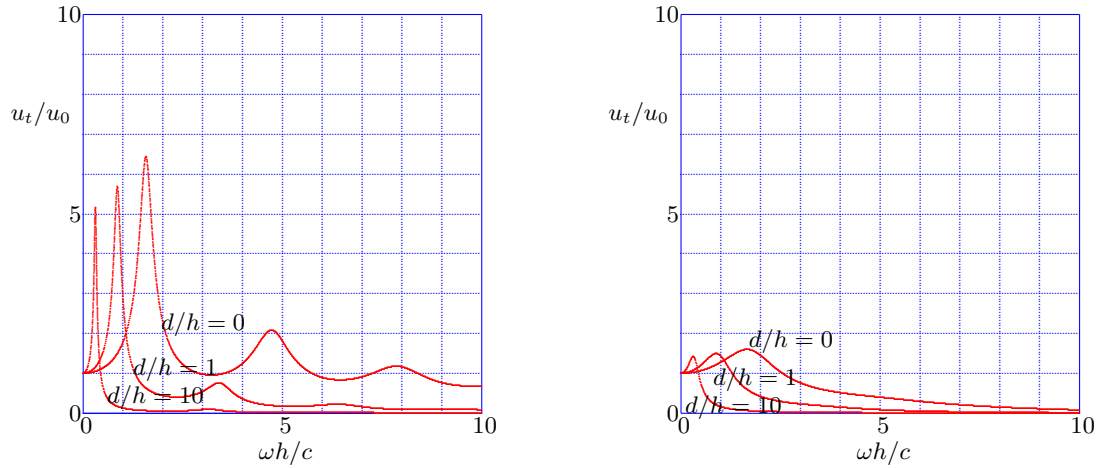 10
u_t/u_0
5
d/h = 0
d/h = 1
d/h = 10
0
0
5
10
ωh/c
10
u_t/u_0
5
d/h = 0
d/h = 1
d/h = 10
0
0
5
10
ωh/c